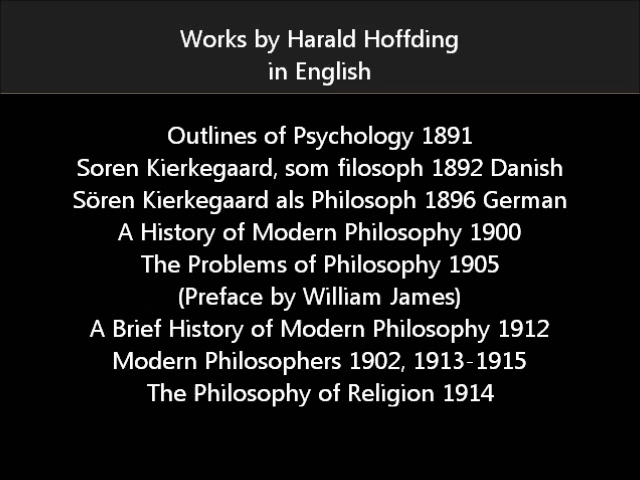 Works by Harald Hoffding
in English
Outlines of Psychology 1891
Soren Kierkegaard, som filosoph 1892 Danish
Sören Kierkegaard als Philosoph 1896 German
A History of Modern Philosophy 1900
The Problems of Philosophy 1905
(Preface by William James)
A Brief History of Modern Philosophy 1912
Modern Philosophers 1902, 1913-1915
The Philosophy of Religion 1914